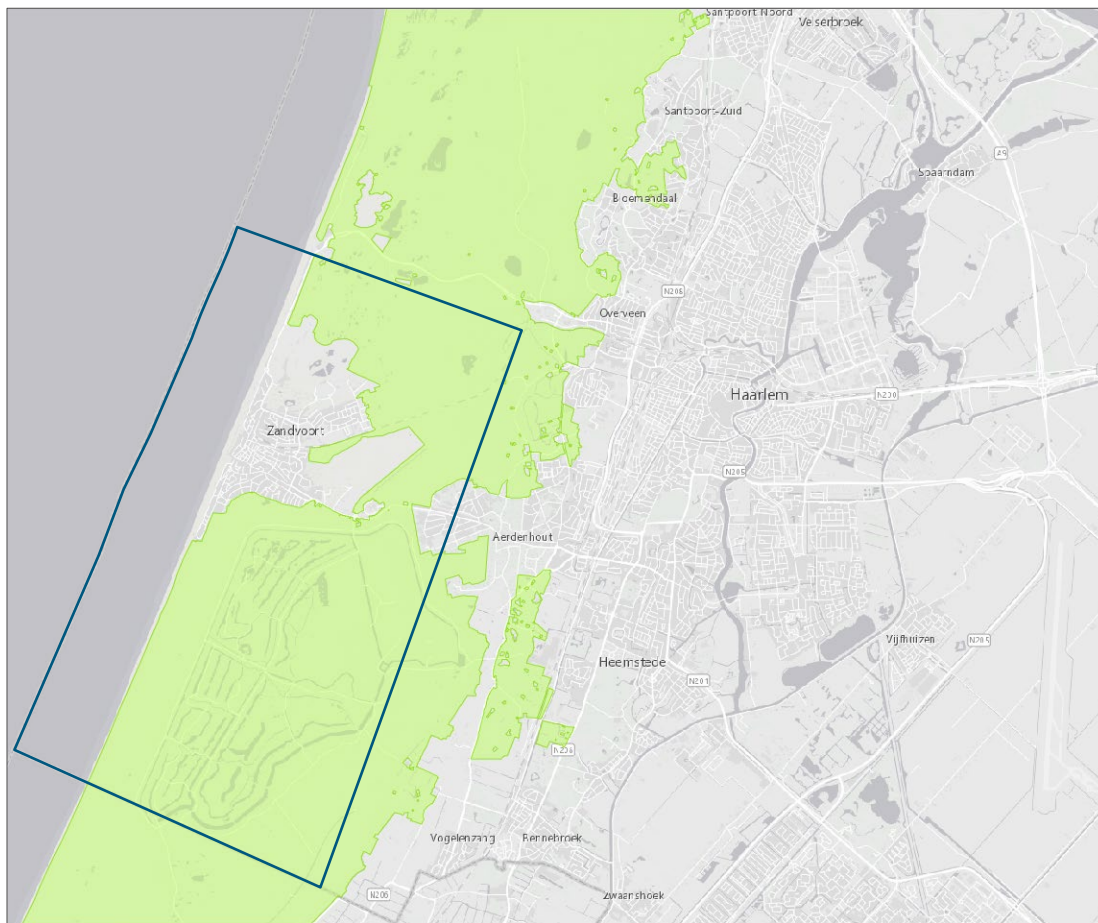 Santpoort Noord
Velserbroek
Santpoort-Zuid
A9
Spaarndam
Bloemendaal
N208
Overveen
Haarlem
N200
Zandvoort
N205
Aerdenhout
Vijfhuizen
N205
Heemstede
N201
N206
Vogelenzang
Bennebroek
N206
Zwaanshoek